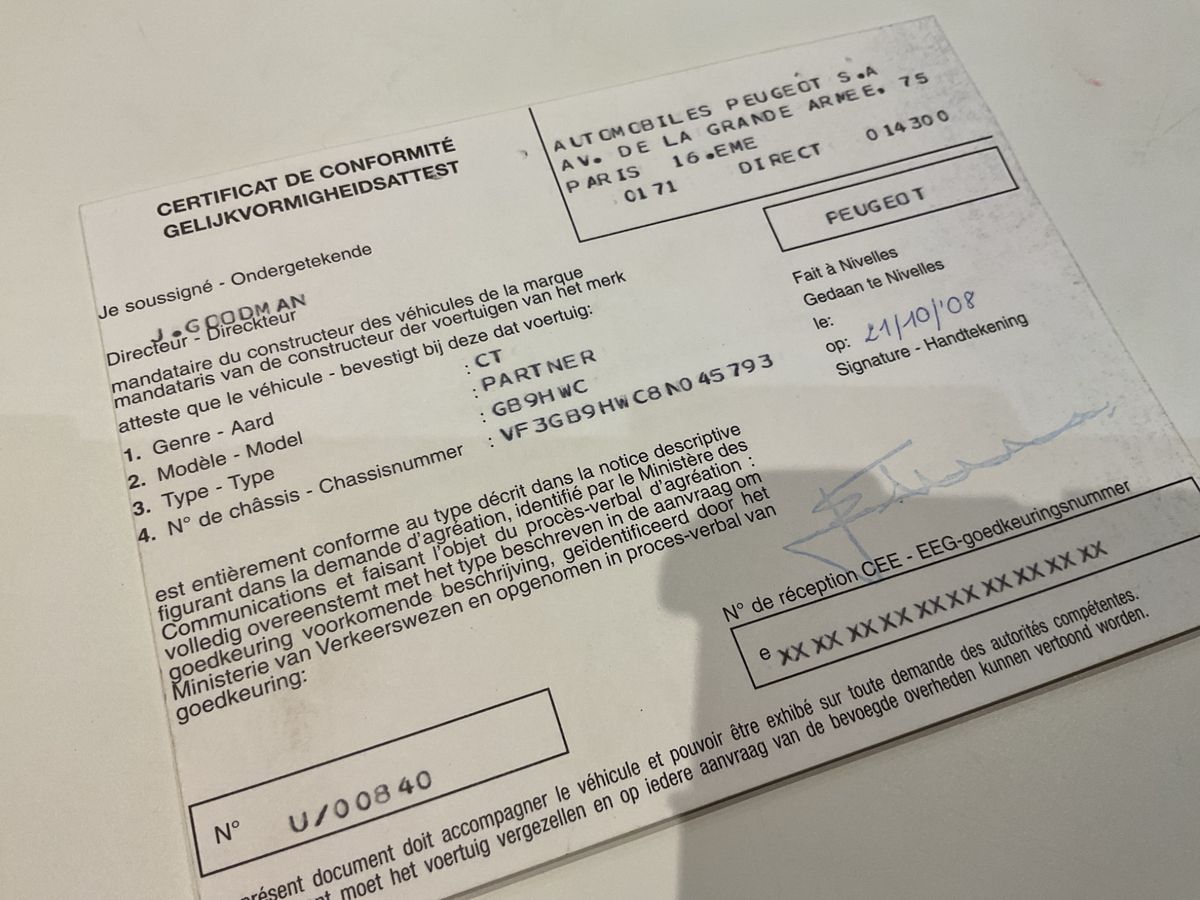 CERTIFICAT DE CONFORMITÉ
GELIJKVORMIGHEIDSATTEST
AUTOMOBILES PEUGEOT S.A
AV. DE LA GRANDE ARMEE. 75
PARIS 16.EME
0171 DIRECT 014300
PEUGEOT
Je soussigné - Ondergetekende
J.GOODMAN
Directeur - Direckteur
mandataire du constructeur des véhicules de la marque
mandataris van de constructeur der voertuigen van het merk
atteste que le véhicule - bevestigt bij deze dat voertuig:
1. Genre - Aard : CT
2. Modèle - Model : PARTNER
3. Type - Type : GB9HWC
4. N° de châssis - Chassisnummer : VF3GB9HWC8N045793
Fait à Nivelles
Gedaan te Nivelles
le:
op: 21/10/'08
Signature - Handtekening
est entièrement conforme au type décrit dans la notice descriptive
figurant dans la demande d'agréation, identifié par le Ministère des
Communications et faisant l'objet du procès-verbal d'agréation :
volledig overeenstemt met het type beschreven in de aanvraag om
goedkeuring voorkomende beschrijving, geïdentificeerd door het
Ministerie van Verkeerswezen en opgenomen in proces-verbal van
goedkeuring:
N° de réception CEE - EEG-goedkeuringsnummer
e XX XX XX XX XX XX XX XX XX XX
N° U/00840
présent document doit accompagner le véhicule et pouvoir être exhibé sur toute demande des autorités compétentes.
moet het voertuig vergezellen en op iedere aanvraag van de bevoegde overheden kunnen vertoond worden.